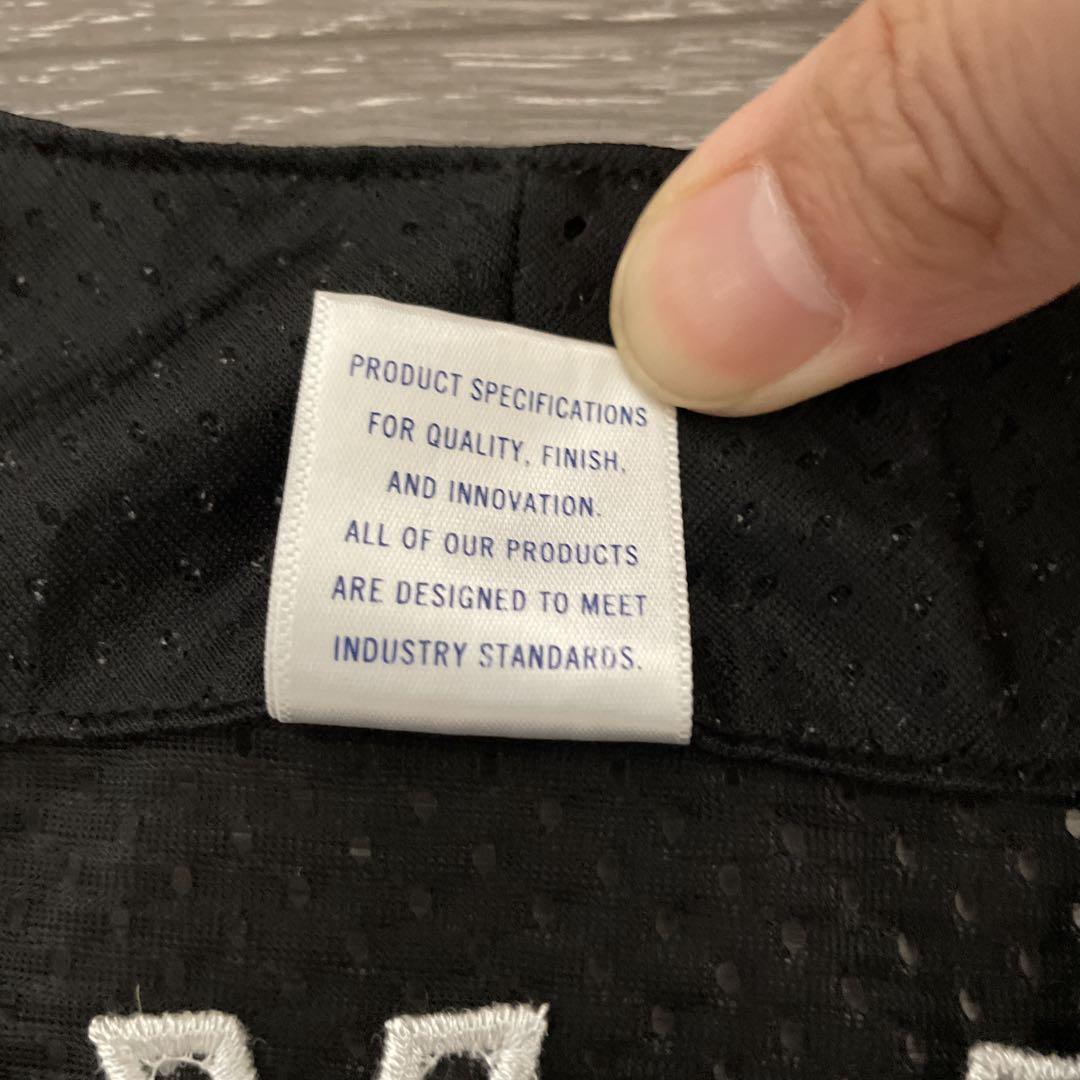 PRODUCT SPECIFICATIONS
FOR QUALITY, FINISH,
AND INNOVATION.
ALL OF OUR PRODUCTS
ARE DESIGNED TO MEET
INDUSTRY STANDARDS.